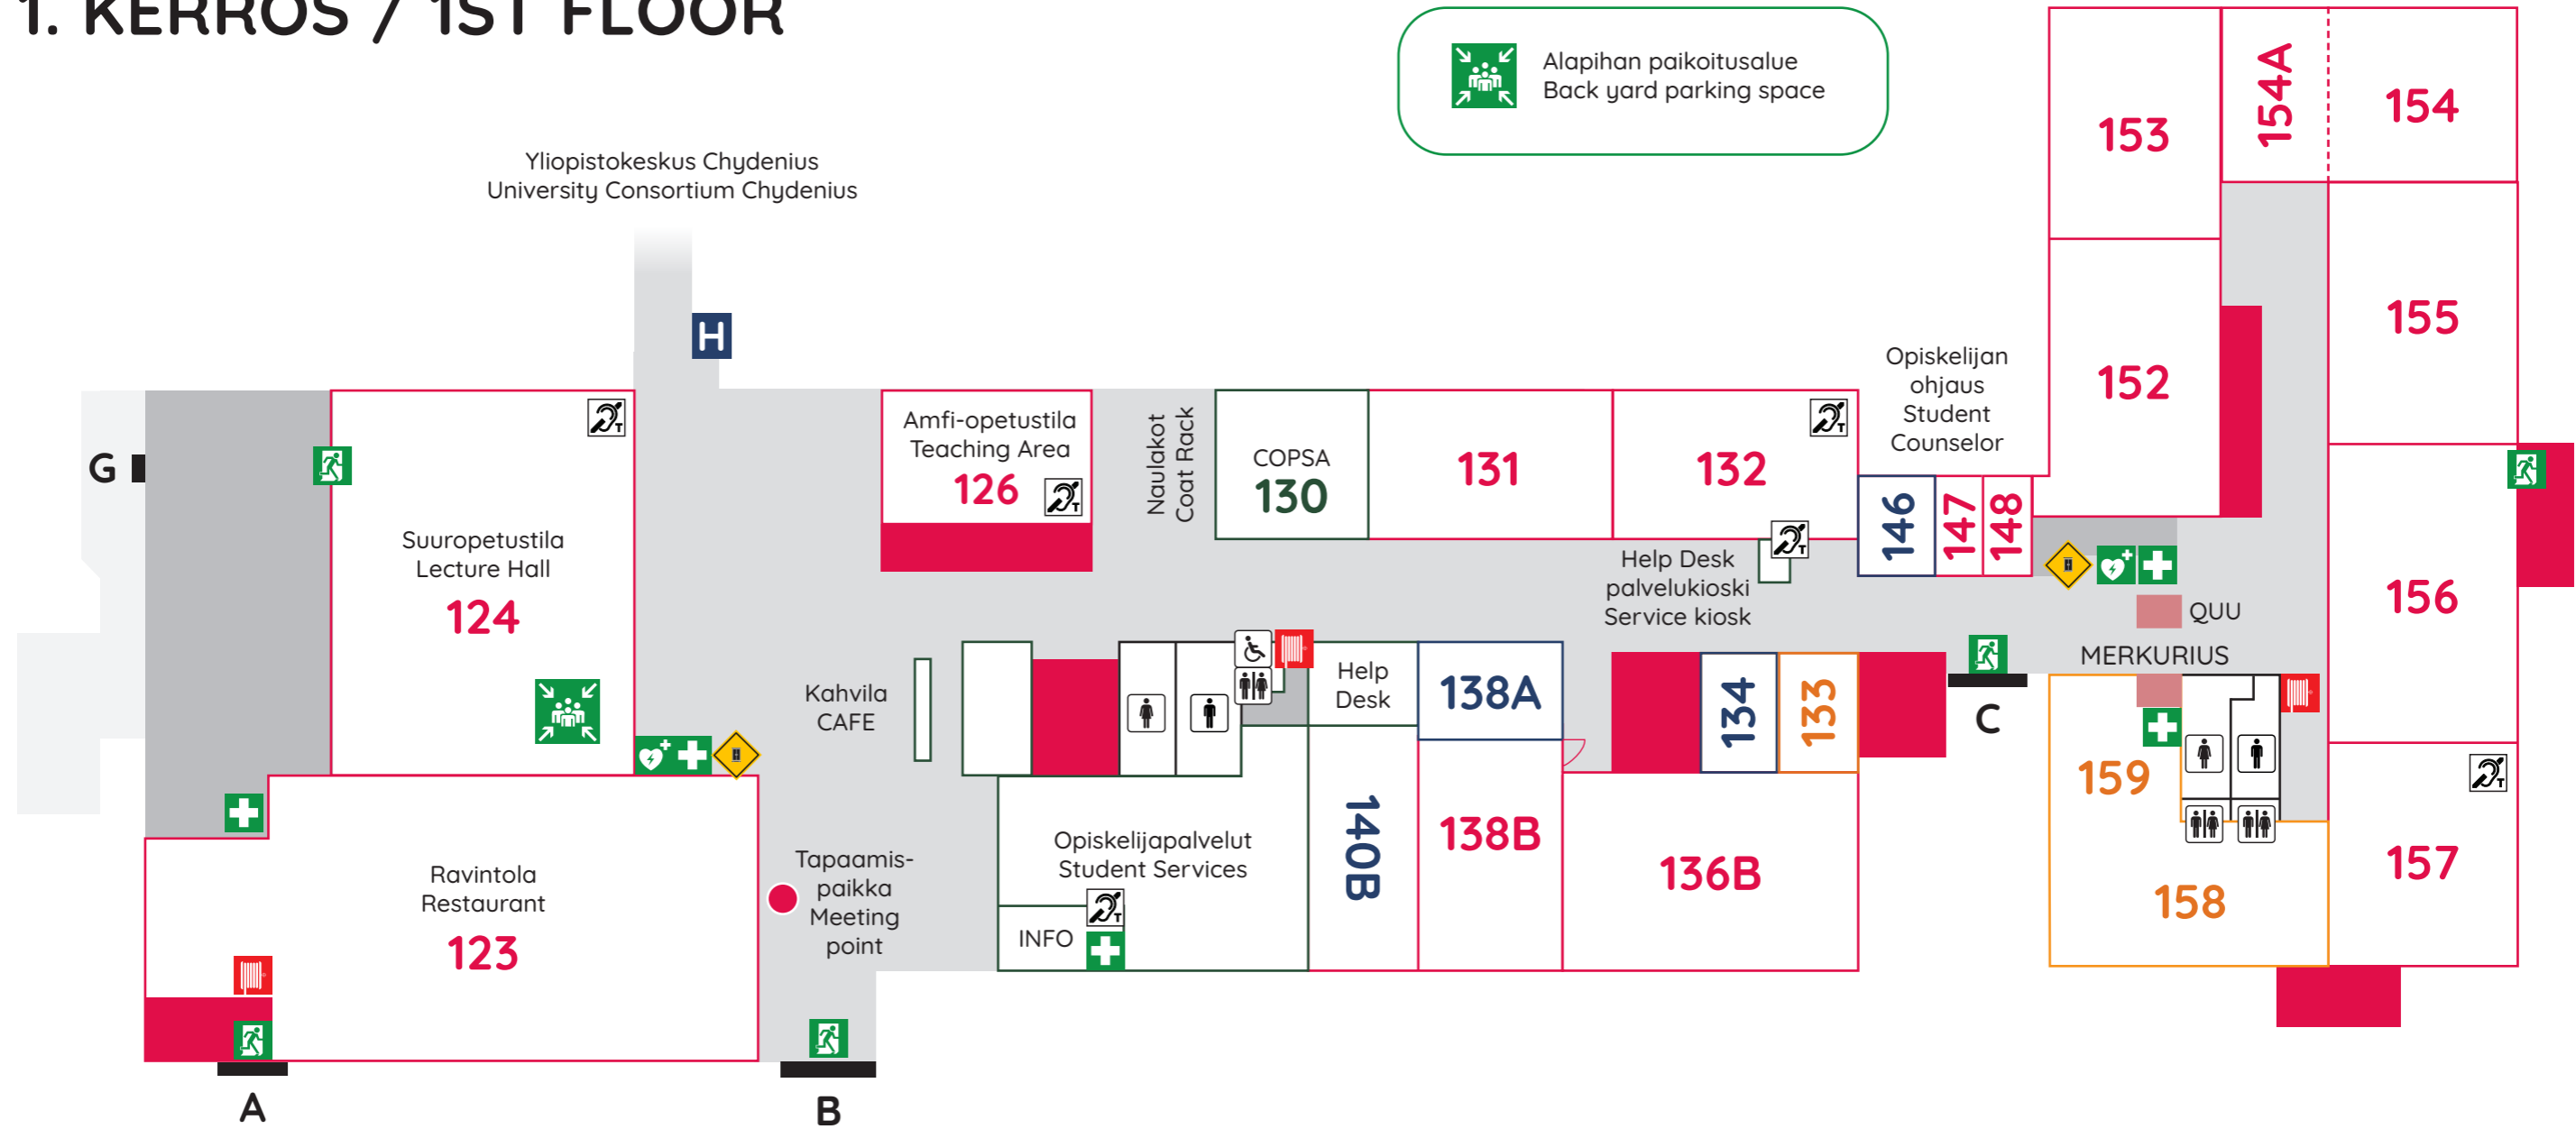 1. KERROS / 1ST FLOOR
Alapihan paikoitusalue
Back yard parking space
Yliopistokeskus Chydenius
University Consortium Chydenius
H
G
Suuropetustila
Lecture Hall
124
Amfi-opetustila
Teaching Area
126
T
T
Naulakot
Coat Rack
COPSA
130
131
132
T
Opiskelijan
ohjaus
Student
Counselor
146
147
148
153
154A
154
152
155
156
Help Desk
palvelukioski
Service kiosk
T
QUU
MERKURIUS
Kahvila
CAFE
Help
Desk
138A
134
133
C
159
158
157
T
Ravintola
Restaurant
123
Tapaamis-
paikka
Meeting
point
Opiskelijapalvelut
Student Services
T
INFO
140B
138B
136B
A
B